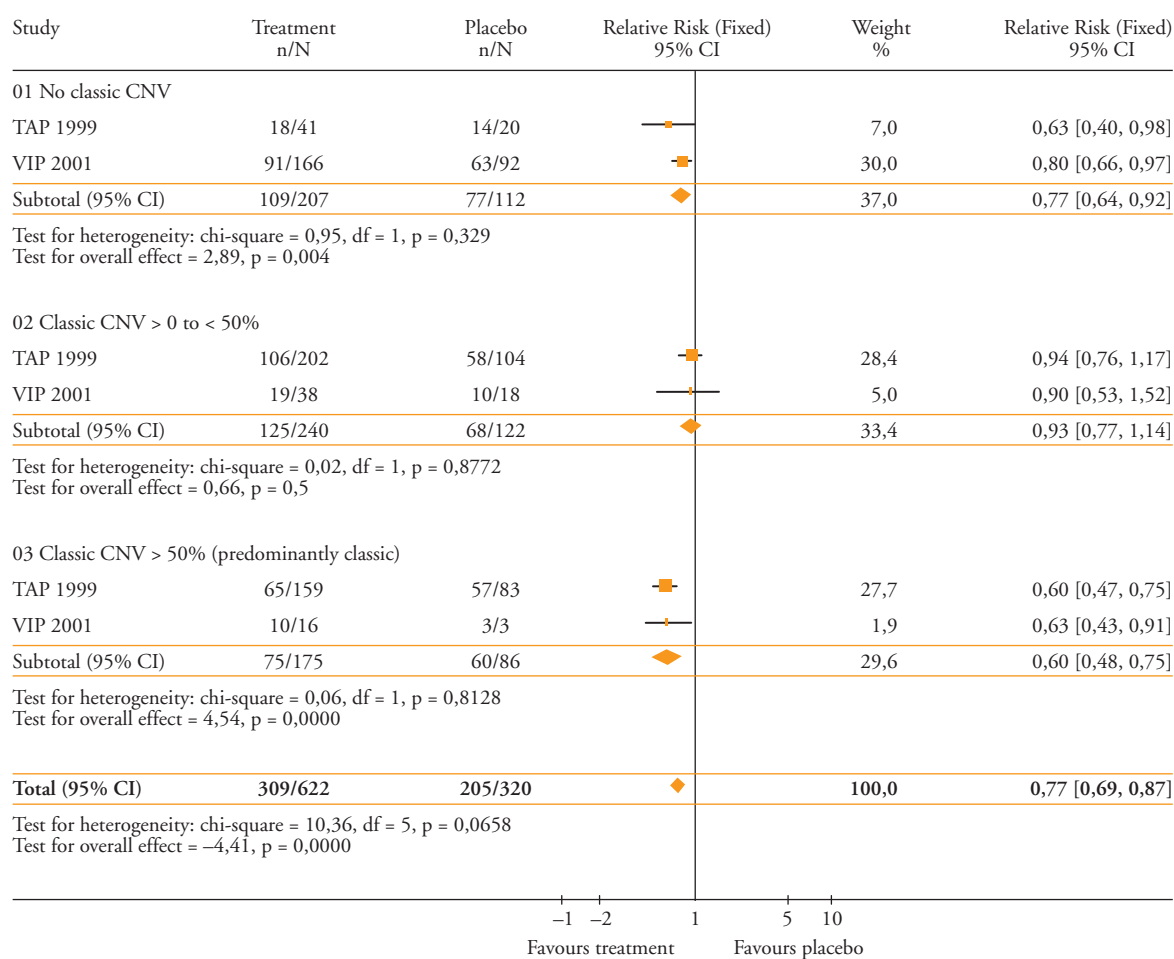 Study Treatment Placebo Relative Risk (Fixed) Weight Relative Risk (Fixed)
n/N n/N 95% CI % 95% CI
01 No classic CNV
TAP 1999 18/41 14/20 7,0 0,63 [0,40, 0,98]
VIP 2001 91/166 63/92 30,0 0,80 [0,66, 0,97]
Subtotal (95% CI) 109/207 77/112 37,0 0,77 [0,64, 0,92]
Test for heterogeneity: chi-square = 0,95, df = 1, p = 0,329
Test for overall effect = 2,89, p = 0,004
02 Classic CNV > 0 to < 50%
TAP 1999 106/202 58/104 28,4 0,94 [0,76, 1,17]
VIP 2001 19/38 10/18 5,0 0,90 [0,53, 1,52]
Subtotal (95% CI) 125/240 68/122 33,4 0,93 [0,77, 1,14]
Test for heterogeneity: chi-square = 0,02, df = 1, p = 0,8772
Test for overall effect = 0,66, p = 0,5
03 Classic CNV > 50% (predominantly classic)
TAP 1999 65/159 57/83 27,7 0,60 [0,47, 0,75]
VIP 2001 10/16 3/3 1,9 0,63 [0,43, 0,91]
Subtotal (95% CI) 75/175 60/86 29,6 0,60 [0,48, 0,75]
Test for heterogeneity: chi-square = 0,06, df = 1, p = 0,8128
Test for overall effect = 4,54, p = 0,0000
Total (95% CI) 309/622 205/320 100,0 0,77 [0,69, 0,87]
Test for heterogeneity: chi-square = 10,36, df = 5, p = 0,0658
Test for overall effect = –4,41, p = 0,0000
–1 –2 1 5 10
Favours treatment Favours placebo